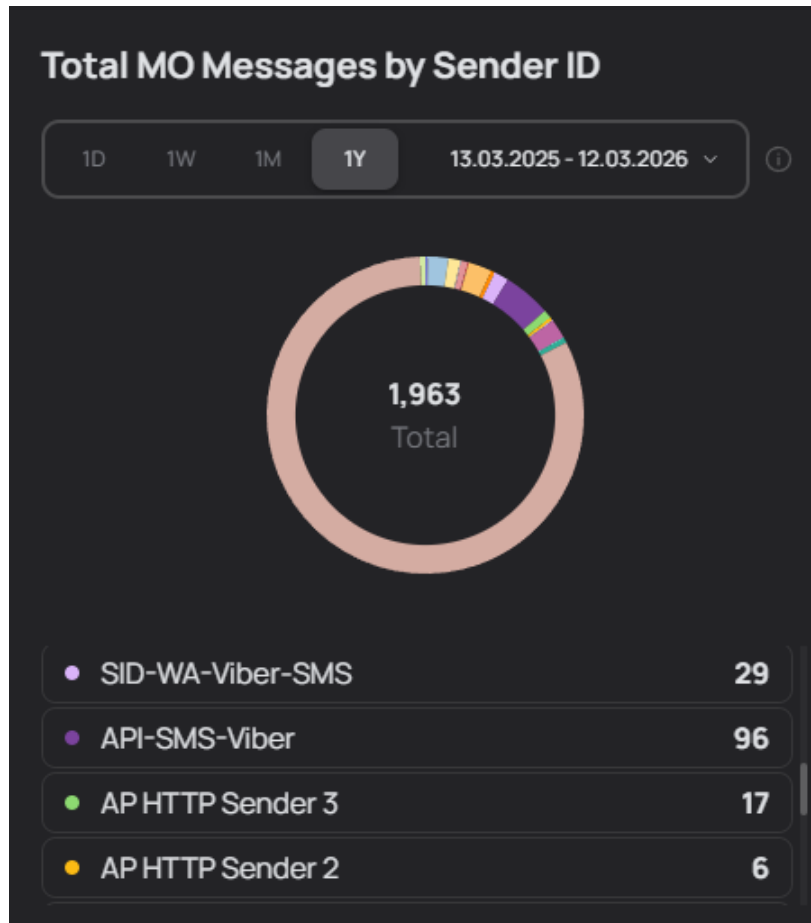 Total MO Messages by Sender ID
1D 1W 1M 1Y 13.03.2025 - 12.03.2026
1,963
Total
SID-WA-Viber-SMS 29
API-SMS-Viber 96
AP HTTP Sender 3 17
AP HTTP Sender 2 6